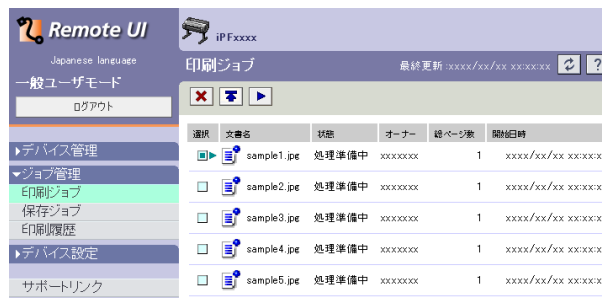 Remote UI
Japanese language
一般ユーザモード
ログアウト
▶デバイス管理
▼ジョブ管理
印刷ジョブ
保存ジョブ
印刷履歴
▶デバイス設定
サポートリンク
iPFxxxx
印刷ジョブ 最終更新 :xxxx/xx/xx xx:xx:xx ?
選択 文書名 状態 オーナー 総ページ数 開始日時
sample1.jpg 処理準備中 xxxxxxx 1 xxxx/xx/xx xx:xx:x
sample2.jpg 処理準備中 xxxxxxx 1 xxxx/xx/xx xx:xx:x
sample3.jpg 処理準備中 xxxxxxx 1 xxxx/xx/xx xx:xx:x
sample4.jpg 処理準備中 xxxxxxx 1 xxxx/xx/xx xx:xx:x
sample5.jpg 処理準備中 xxxxxxx 1 xxxx/xx/xx xx:xx:x